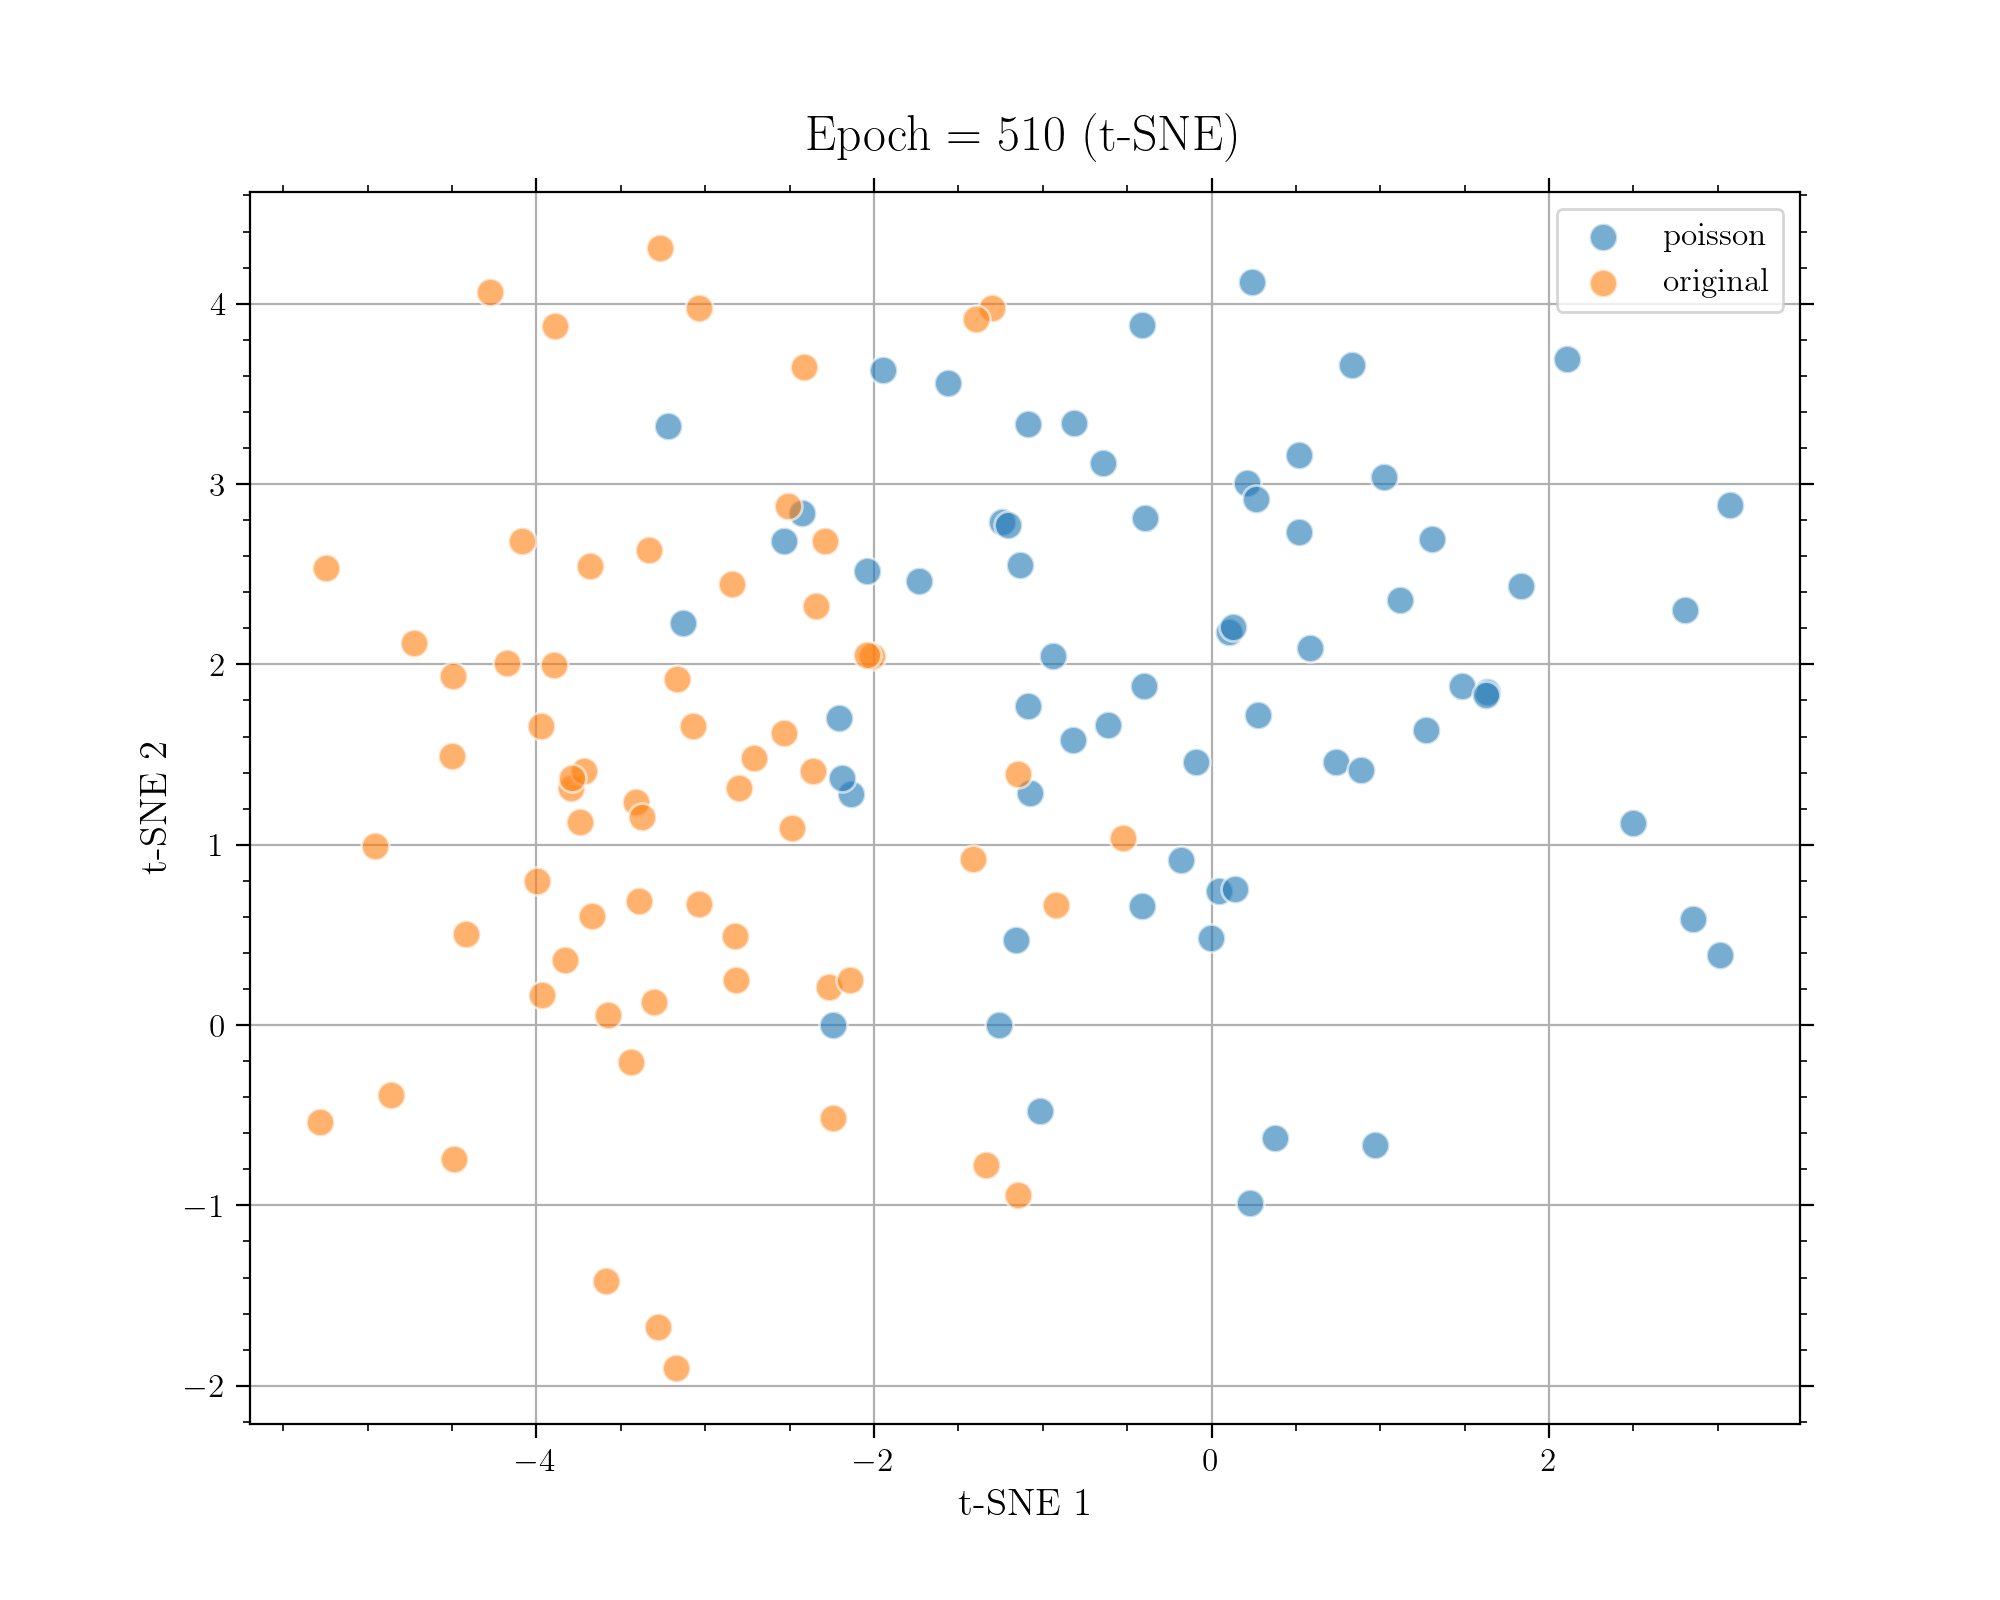 Epoch = 510 (t-SNE)
poisson
original
4
3
2
1
0
−1
−2
t-SNE 2
−4
−2
0
2
t-SNE 1